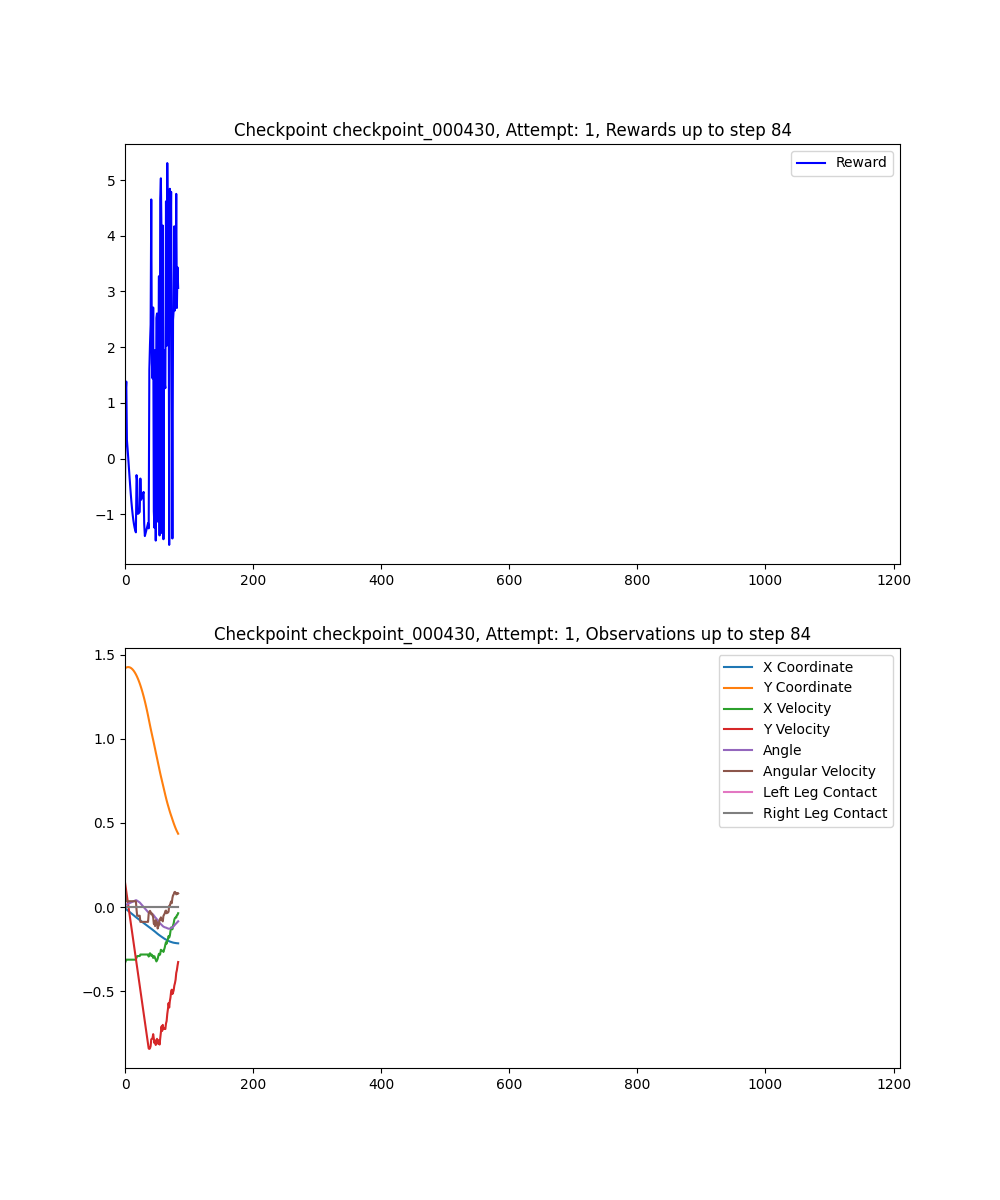 Checkpoint checkpoint_000430, Attempt: 1, Rewards up to step 84
Reward
5
4
3
2
1
0
−1
0 200 400 600 800 1000 1200
Checkpoint checkpoint_000430, Attempt: 1, Observations up to step 84
1.5
1.0
0.5
0.0
−0.5
X Coordinate
Y Coordinate
X Velocity
Y Velocity
Angle
Angular Velocity
Left Leg Contact
Right Leg Contact
0 200 400 600 800 1000 1200